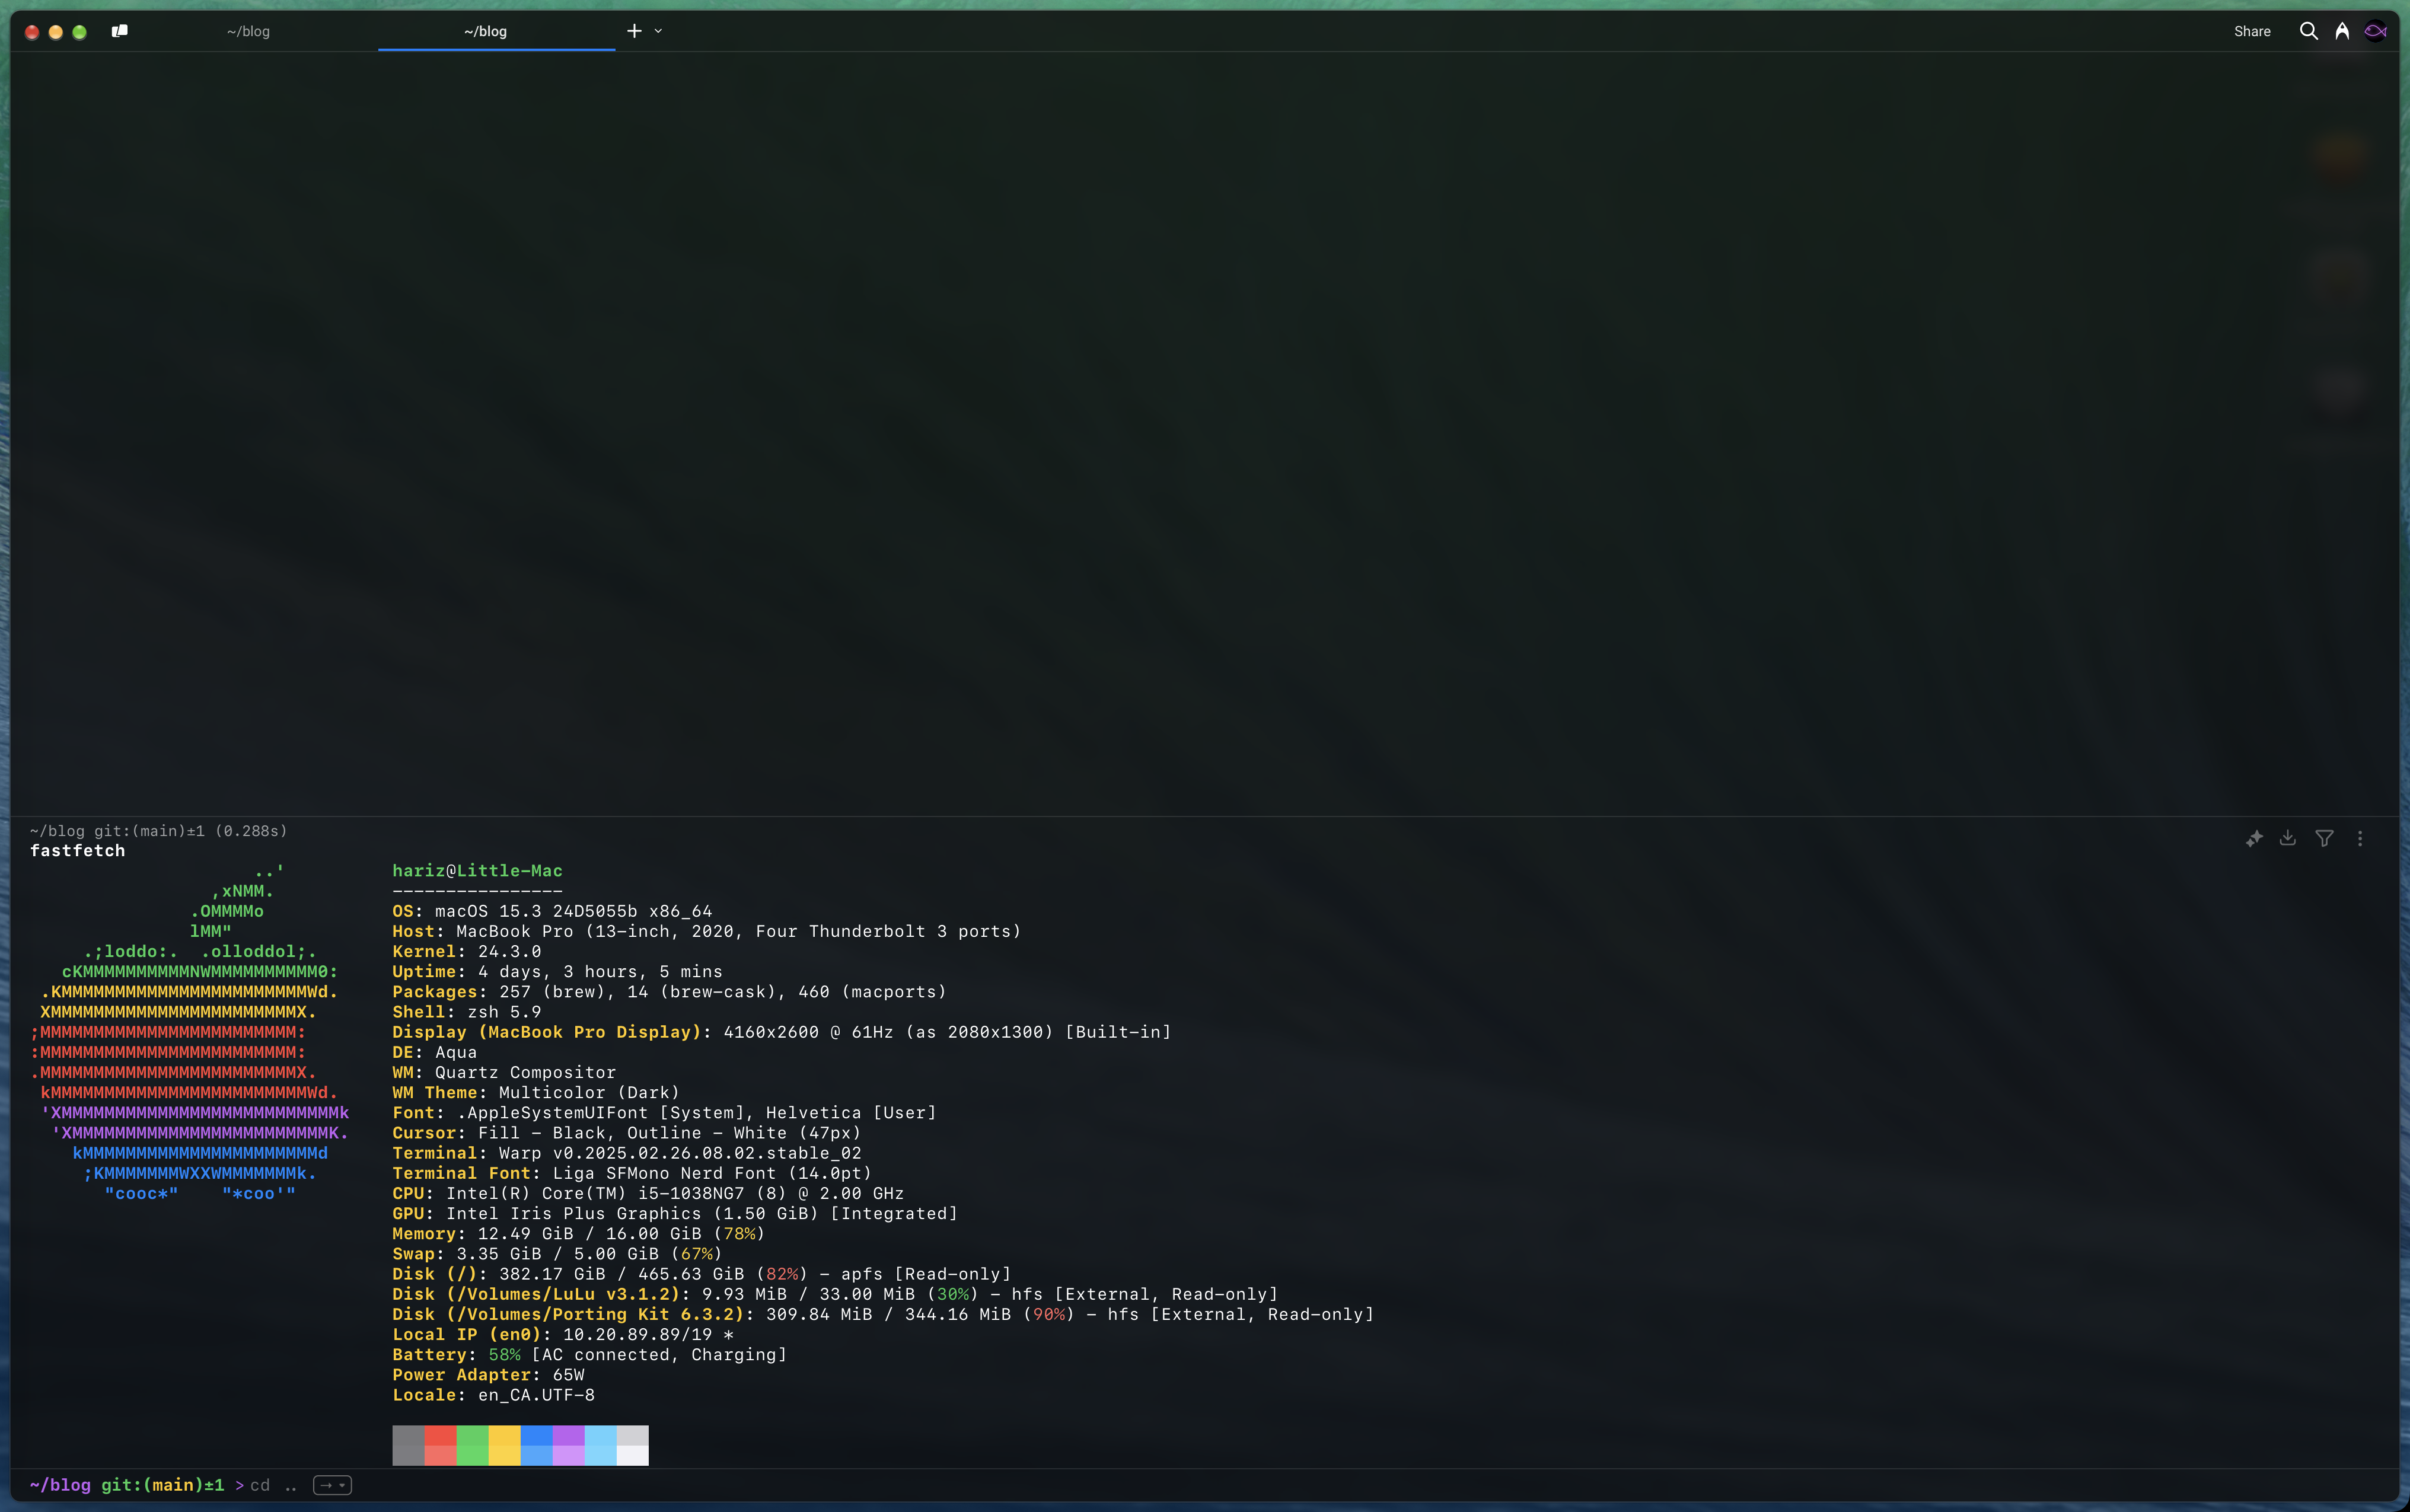 ~/blog
~/blog
Share
~/blog git:(main)±1 (0.288s)
fastfetch
..'
,xNMM.
.OMMMMo
lMM"
.;loddo:.  .olloddol;.
cKMMMMMMMMMMNWMMMMMMMMMM0:
.KMMMMMMMMMMMMMMMMMMMMMMMWd.
XMMMMMMMMMMMMMMMMMMMMMMMX.
;MMMMMMMMMMMMMMMMMMMMMMMM:
:MMMMMMMMMMMMMMMMMMMMMMMM:
.MMMMMMMMMMMMMMMMMMMMMMMMX.
kMMMMMMMMMMMMMMMMMMMMMMMMWd.
'XMMMMMMMMMMMMMMMMMMMMMMMMMMk
'XMMMMMMMMMMMMMMMMMMMMMMMMK.
kMMMMMMMMMMMMMMMMMMMMMMd
;KMMMMMMMWXXWMMMMMMMk.
"cooc*"    "*coo'"
hariz@Little-Mac
----------------
OS: macOS 15.3 24D5055b x86_64
Host: MacBook Pro (13-inch, 2020, Four Thunderbolt 3 ports)
Kernel: 24.3.0
Uptime: 4 days, 3 hours, 5 mins
Packages: 257 (brew), 14 (brew-cask), 460 (macports)
Shell: zsh 5.9
Display (MacBook Pro Display): 4160x2600 @ 61Hz (as 2080x1300) [Built-in]
DE: Aqua
WM: Quartz Compositor
WM Theme: Multicolor (Dark)
Font: .AppleSystemUIFont [System], Helvetica [User]
Cursor: Fill - Black, Outline - White (47px)
Terminal: Warp v0.2025.02.26.08.02.stable_02
Terminal Font: Liga SFMono Nerd Font (14.0pt)
CPU: Intel(R) Core(TM) i5-1038NG7 (8) @ 2.00 GHz
GPU: Intel Iris Plus Graphics (1.50 GiB) [Integrated]
Memory: 12.49 GiB / 16.00 GiB (78%)
Swap: 3.35 GiB / 5.00 GiB (67%)
Disk (/): 382.17 GiB / 465.63 GiB (82%) - apfs [Read-only]
Disk (/Volumes/LuLu v3.1.2): 9.93 MiB / 33.00 MiB (30%) - hfs [External, Read-only]
Disk (/Volumes/Porting Kit 6.3.2): 309.84 MiB / 344.16 MiB (90%) - hfs [External, Read-only]
Local IP (en0): 10.20.89.89/19 *
Battery: 58% [AC connected, Charging]
Power Adapter: 65W
Locale: en_CA.UTF-8
~/blog git:(main)±1 > cd ..